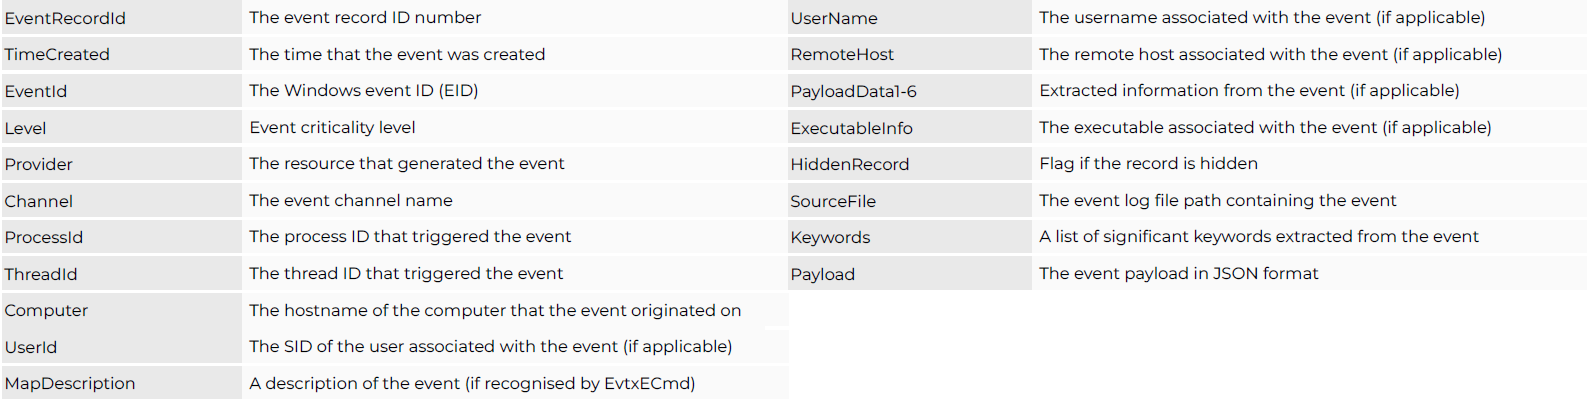 EventRecordId The event record ID number
TimeCreated The time that the event was created
EventId The Windows event ID (EID)
Level Event criticality level
Provider The resource that generated the event
Channel The event channel name
ProcessId The process ID that triggered the event
ThreadId The thread ID that triggered the event
Computer The hostname of the computer that the event originated on
UserId The SID of the user associated with the event (if applicable)
MapDescription A description of the event (if recognised by EvtxECmd)
UserName The username associated with the event (if applicable)
RemoteHost The remote host associated with the event (if applicable)
PayloadData1-6 Extracted information from the event (if applicable)
ExecutableInfo The executable associated with the event (if applicable)
HiddenRecord Flag if the record is hidden
SourceFile The event log file path containing the event
Keywords A list of significant keywords extracted from the event
Payload The event payload in JSON format